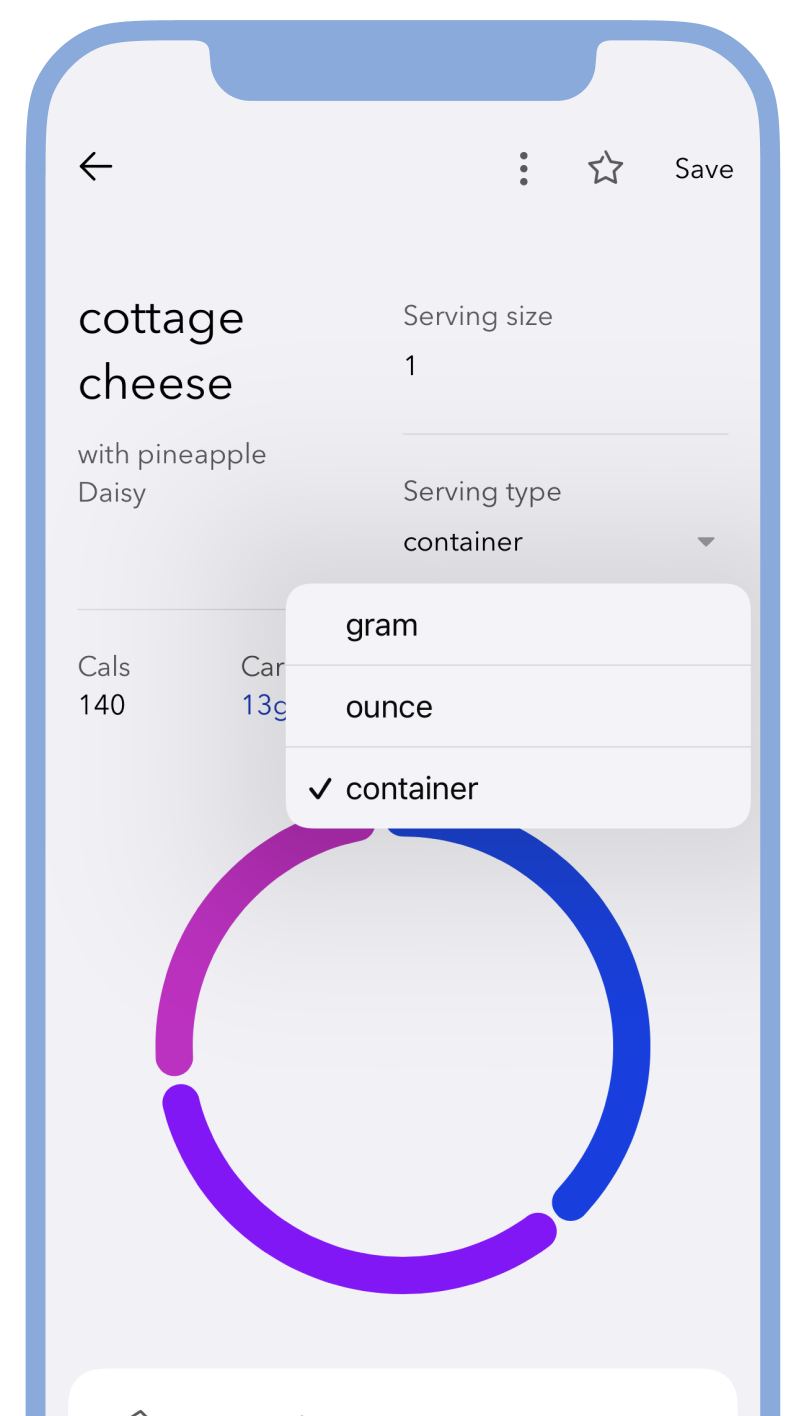 Save
cottage
cheese
with pineapple
Daisy
Serving size
1
Serving type
container
gram
ounce
container
Cals
140
Car
13g